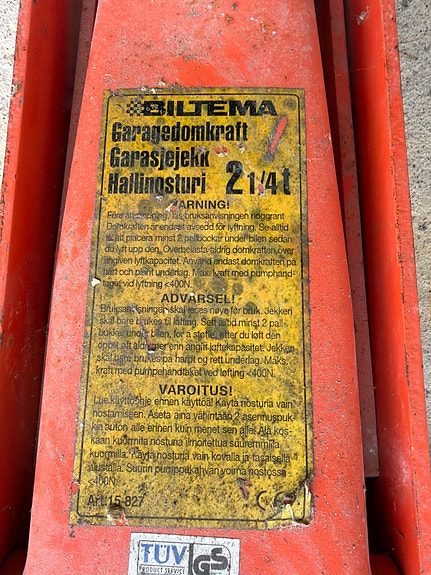 BILTEMA
Garagedomkraft
Garasjejekk
Hallinosturi 2 1/4 t
VARNING!
Före användning, läs bruksanvisningen noggrant
Domkraften är endast avsedd för lyftning. Se alltid
till att placera minst 2 pallbockar under bilen sedan
du lyft upp den. Överbelasta aldrig domkraften över
angiven lyftkapacitet. Använd endast domkraften på
hårt och plant underlag. Max. kraft med pumphand-
taget vid lyftning <400N.
ADVARSEL!
Bruksanvisningen skal leses nøye før bruk. Jekken
skal bare brukes til løfting. Sett alltid minst 2 pall-
bukker under bilen, for å støtte, etter du løft den
opp. aldri mer enn angitt løftekapasitet. Jekken
skal bare brukes på hardt og rett underlag. Maks.
kraft med pumpehåndtaket ved løfting <400N.
VAROITUS!
Lue käyttöohje ennen käyttöä! Käytä nosturia vain
nostamiseen. Aseta aina vähintään 2 asennuspuk-
kia auton alle ennen kuin menet sen alle! Älä kos-
kaan kuormita nosturia ilmoitettua suuremmilla
kuormilla. Käytä nosturia vain kovalla ja tasaisella
alustalla. Suurin pumppukahvan voima nostossa
<400N.
Art. 15-827 CE
TÜV GS
PRODUCT SERVICE